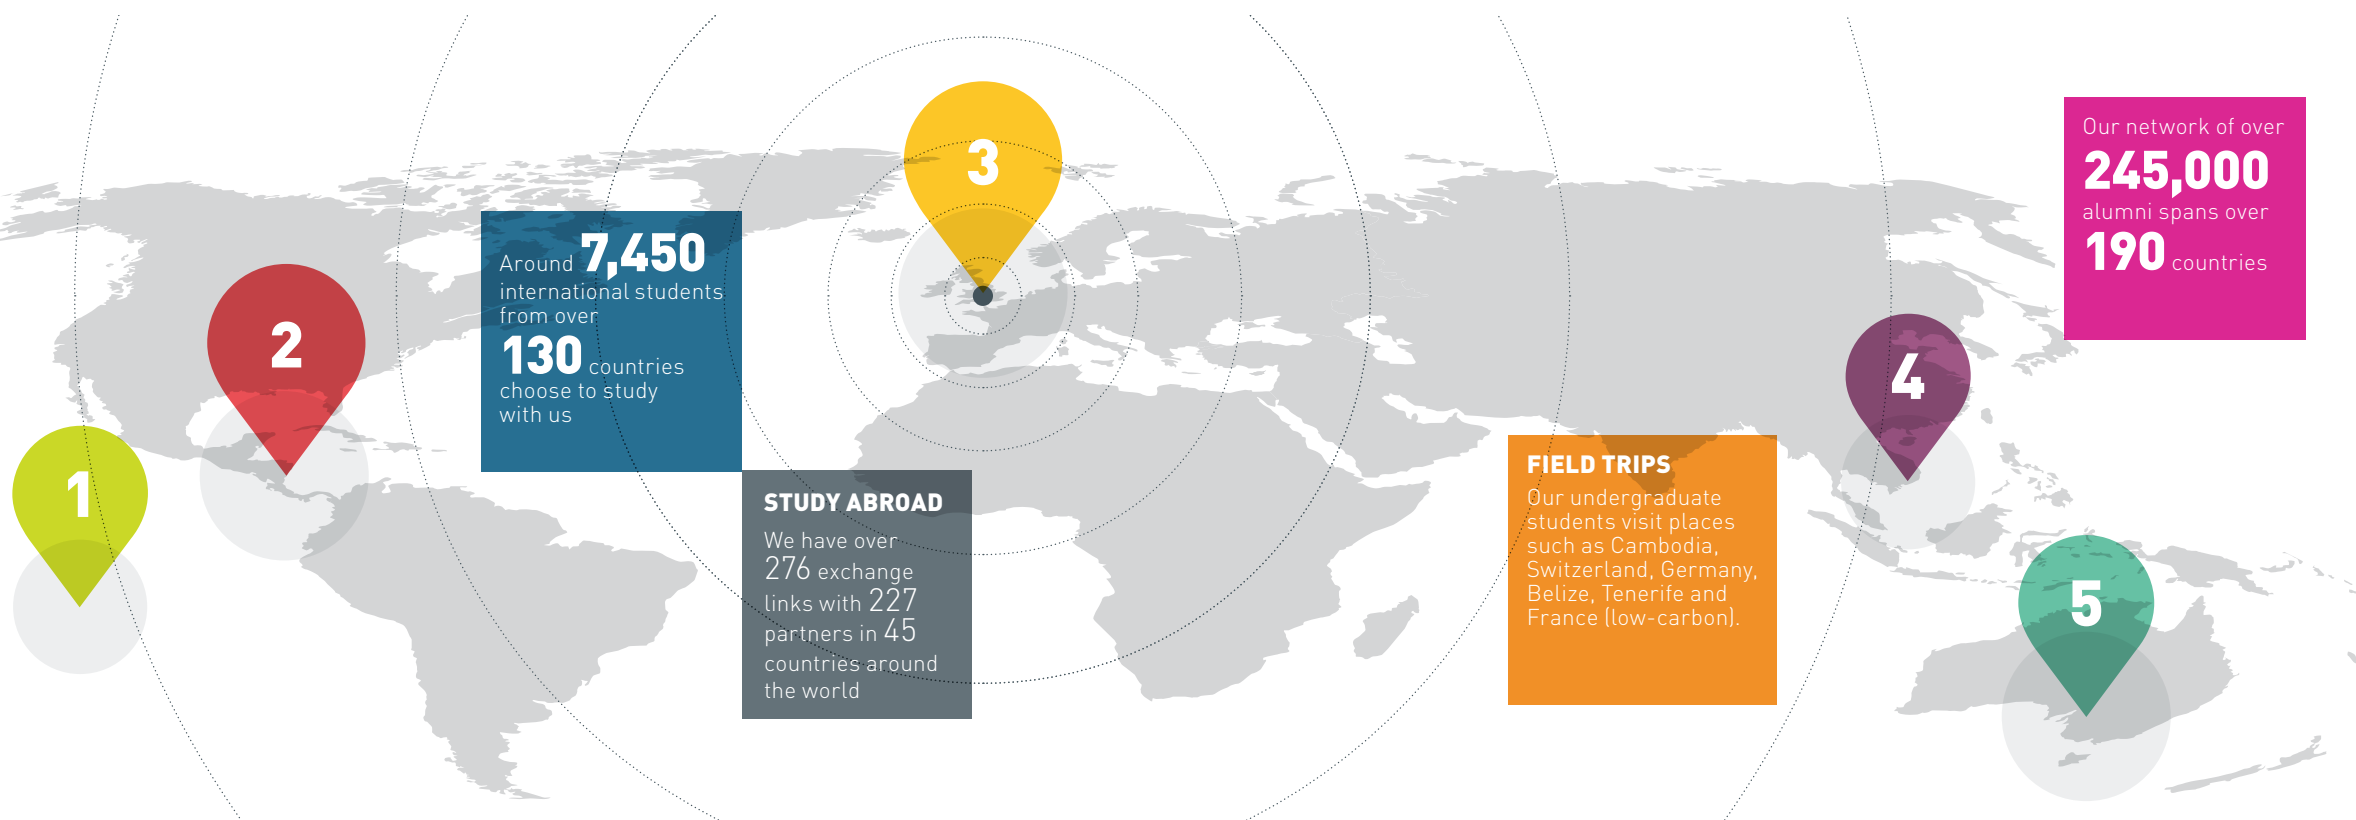 1
2
Around 7,450
international students
from over
130 countries
choose to study
with us
STUDY ABROAD
We have over
276 exchange
links with 227
partners in 45
countries around
the world
3
FIELD TRIPS
Our undergraduate
students visit places
such as Cambodia,
Switzerland, Germany,
Belize, Tenerife and
France (low-carbon).
4
5
Our network of over
245,000
alumni spans over
190 countries